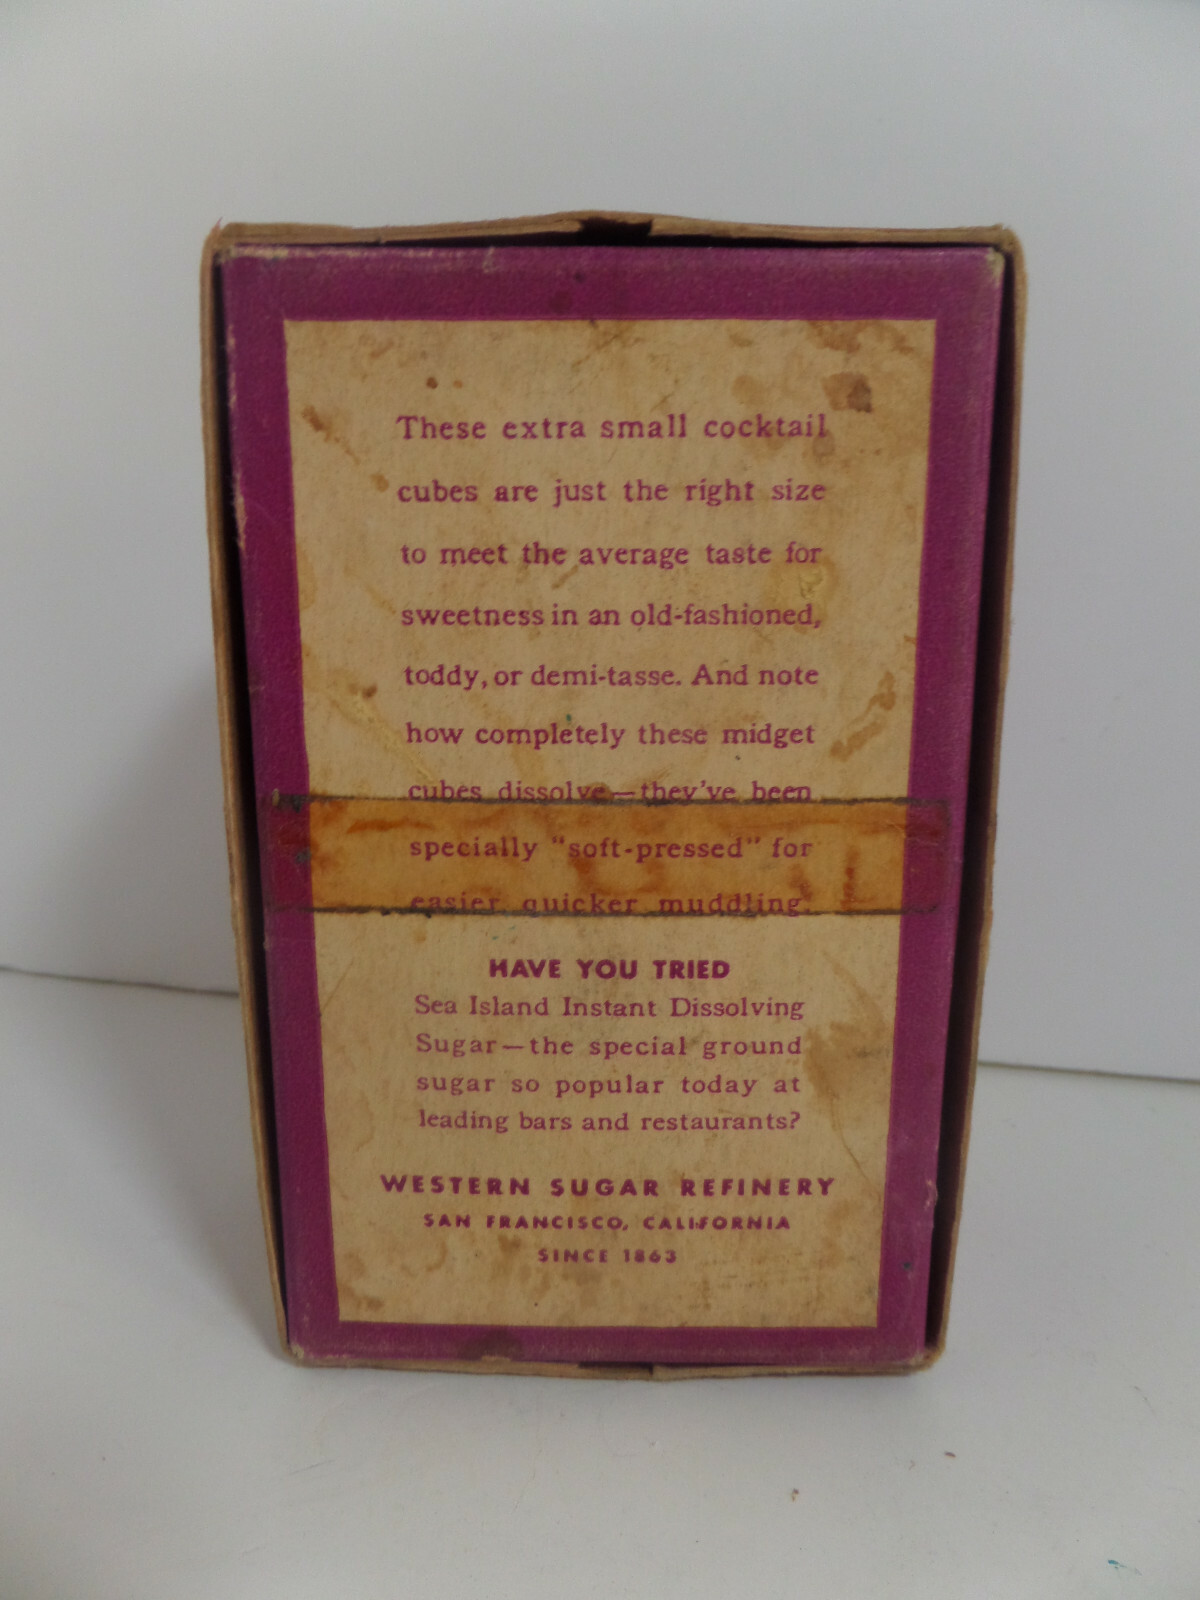 These extra small cocktail
cubes are just the right size
to meet the average taste for
sweetness in an old-fashioned,
toddy, or demi-tasse. And note
how completely these midget
cubes dissolve—they've been
specially "soft-pressed" for
easier, quicker muddling.
HAVE YOU TRIED
Sea Island Instant Dissolving
Sugar—the special ground
sugar so popular today at
leading bars and restaurants?
WESTERN SUGAR REFINERY
SAN FRANCISCO, CALIFORNIA
SINCE 1863